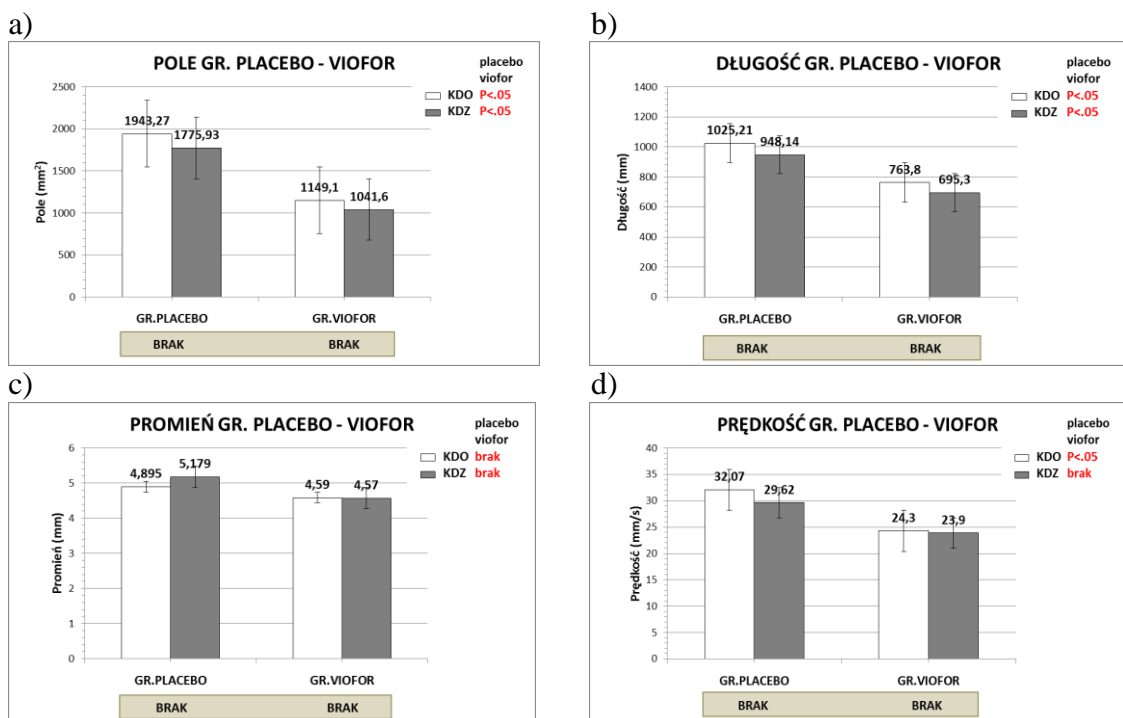 a)
POLE GR. PLACEBO - VIOFOR
placebo
viofor
KDO P<.05
KDZ P<.05
Pole (mm²)
2500
2000
1500
1000
500
0
1943,27
1775,93
1149,1
1041,6
GR.PLACEBO GR.VIOFOR
BRAK BRAK
b)
DŁUGOŚĆ GR. PLACEBO - VIOFOR
placebo
viofor
KDO P<.05
KDZ P<.05
Długość (mm)
1400
1200
1000
800
600
400
200
0
1025,21
948,14
763,8
695,3
GR.PLACEBO GR.VIOFOR
BRAK BRAK
c)
PROMIEŃ GR. PLACEBO - VIOFOR
placebo
viofor
KDO brak
KDZ brak
Promień (mm)
6
5
4
3
2
1
0
4,895
5,179
4,59
4,57
GR.PLACEBO GR.VIOFOR
BRAK BRAK
d)
PRĘDKOŚĆ GR. PLACEBO - VIOFOR
placebo
viofor
KDO P<.05
KDZ brak
Prędkość (mm/s)
40
35
30
25
20
15
10
5
0
32,07
29,62
24,3
23,9
GR.PLACEBO GR.VIOFOR
BRAK BRAK